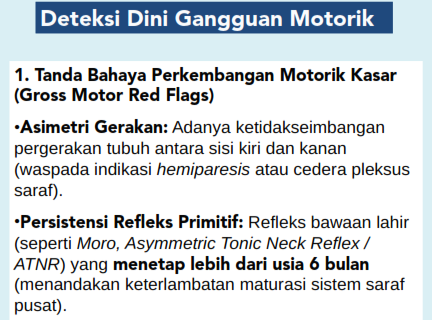 Deteksi Dini Gangguan Motorik
1. Tanda Bahaya Perkembangan Motorik Kasar
(Gross Motor Red Flags)
•Asimetri Gerakan: Adanya ketidakseimbangan
pergerakan tubuh antara sisi kiri dan kanan
(waspada indikasi hemiparesis atau cedera pleksus
saraf).
•Persistensi Refleks Primitif: Refleks bawaan lahir
(seperti Moro, Asymmetric Tonic Neck Reflex /
ATNR) yang menetap lebih dari usia 6 bulan
(menandakan keterlambatan maturasi sistem saraf
pusat).